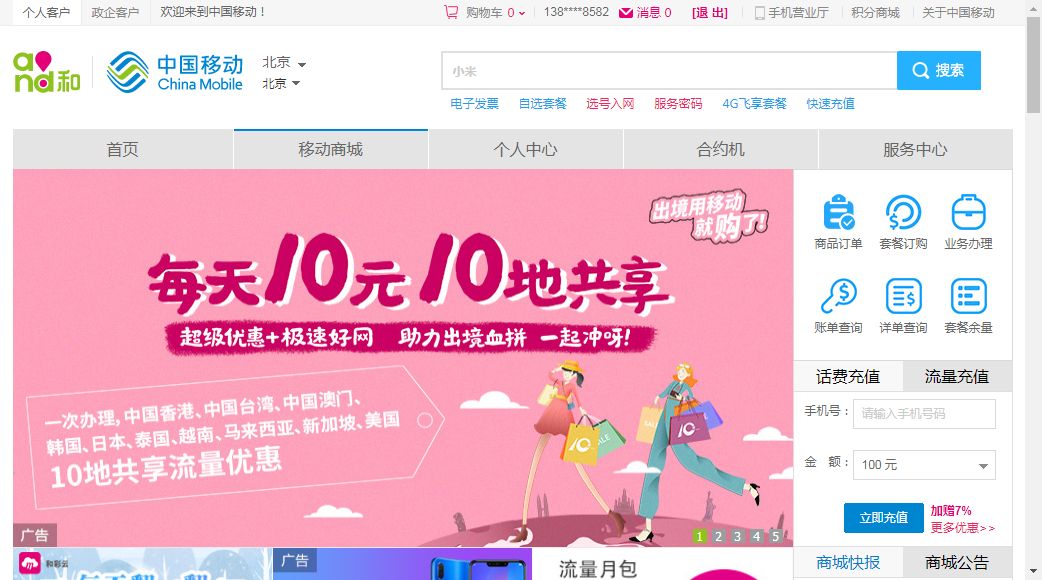 个人客户 政企客户 欢迎来到中国移动！ 购物车 0 138****8582 消息 0 [退 出] 手机营业厅 积分商城 关于中国移动
and和 中国移动 China Mobile
北京
北京
小米 搜索
电子发票 自选套餐 选号入网 服务密码 4G飞享套餐 快速充值
首页 移动商城 个人中心 合约机 服务中心
出境用移动
就购了!
每天10元 10地共享
超级优惠+极速好网 助力出境血拼 一起冲呀!
一次办理,中国香港、中国台湾、中国澳门、
韩国、日本、泰国、越南、马来西亚、新加坡、美国
10地共享流量优惠
SALE 10 SALE 10
广告 1 2 3 4 5
商品订单 套餐订购 业务办理
账单查询 详单查询 套餐余量
话费充值 流量充值
手机号： 请输入手机号码
金 额： 100 元
立即充值 加赠7%
更多优惠>>
商城快报 商城公告
和彩云
广告
流量月包